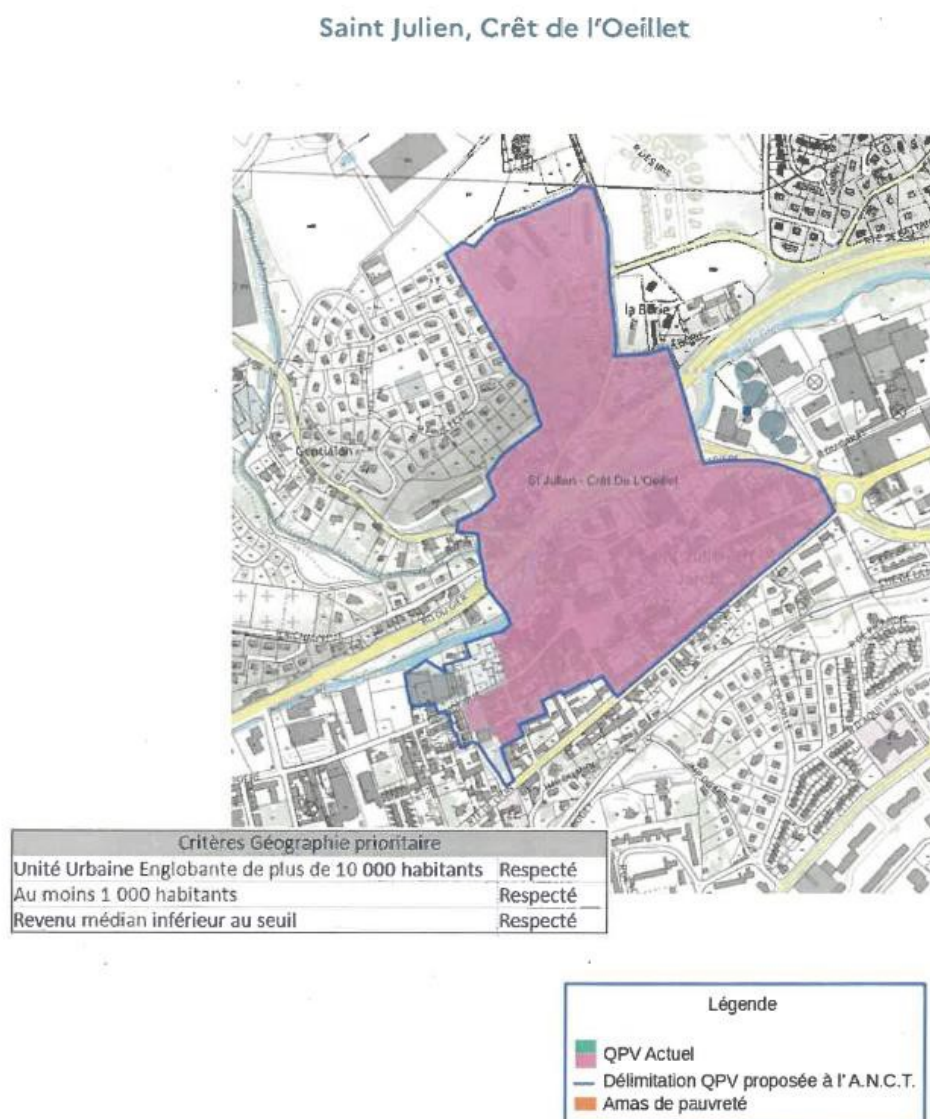 Saint Julien, Crêt de l'Oeillet
la Bérie
Gentialon
St Julien - Crêt De L'Oeillet
Critères Géographie prioritaire
Unité Urbaine Englobante de plus de 10 000 habitants Respecté
Au moins 1 000 habitants Respecté
Revenu médian inférieur au seuil Respecté
Légende
QPV Actuel
Délimitation QPV proposée à l'A.N.C.T.
Amas de pauvreté